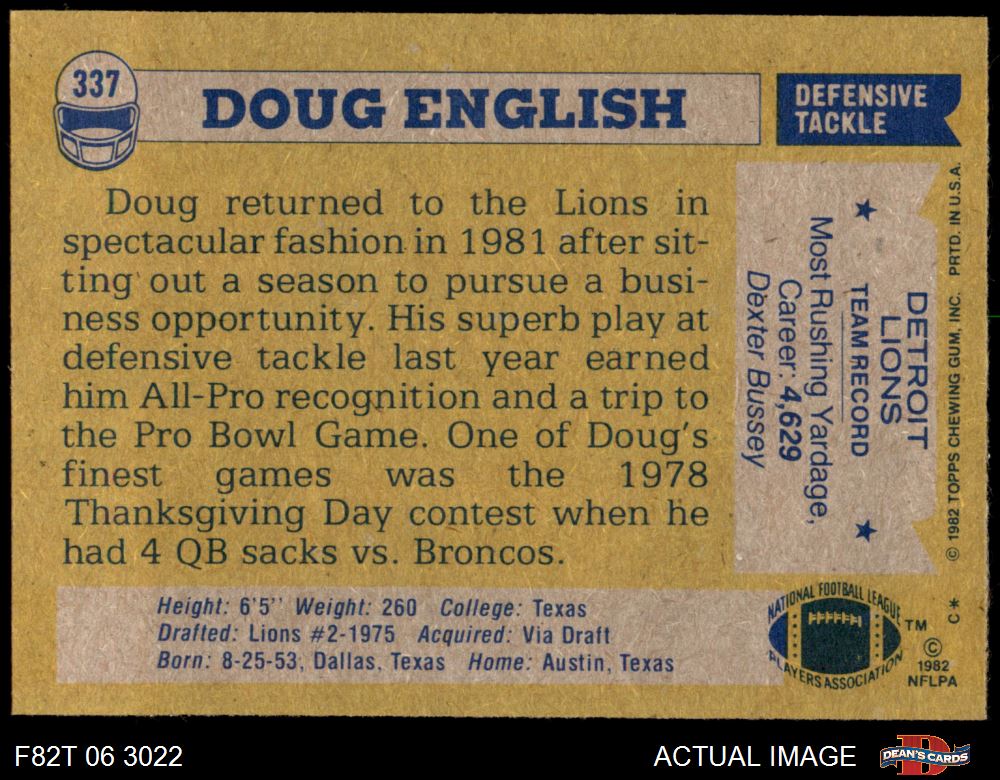 337
DOUG ENGLISH
DEFENSIVE
TACKLE
Doug returned to the Lions in
spectacular fashion in 1981 after sit-
ting out a season to pursue a busi-
ness opportunity. His superb play at
defensive tackle last year earned
him All-Pro recognition and a trip to
the Pro Bowl Game. One of Doug's
finest games was the 1978
Thanksgiving Day contest when he
had 4 QB sacks vs. Broncos.
DETROIT
LIONS
★ TEAM RECORD ★
Most Rushing Yardage,
Career: 4,629
Dexter Bussey
© 1982 TOPPS CHEWING GUM, INC. PRTD. IN U.S.A.
C*
Height: 6'5" Weight: 260 College: Texas
Drafted: Lions #2-1975 Acquired: Via Draft
Born: 8-25-53, Dallas, Texas Home: Austin, Texas
NATIONAL FOOTBALL LEAGUE
PLAYERS ASSOCIATION
TM
©
1982
NFLPA
F82T 06 3022
ACTUAL IMAGE
DEAN'S CARDS